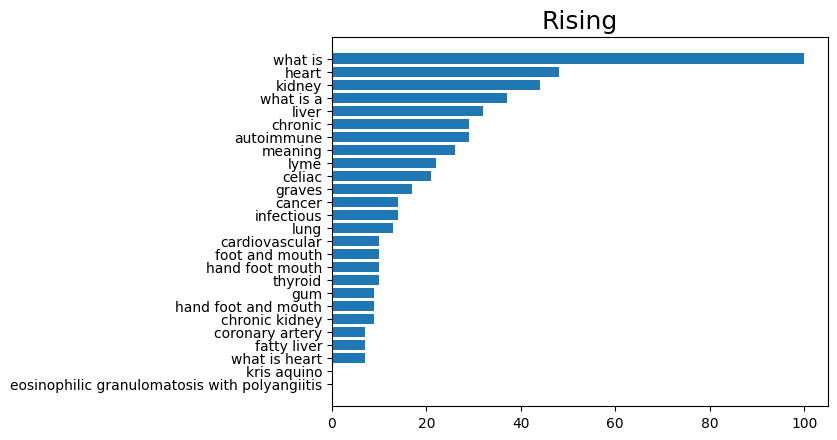 Rising
what is
heart
kidney
what is a
liver
chronic
autoimmune
meaning
lyme
celiac
graves
cancer
infectious
lung
cardiovascular
foot and mouth
hand foot mouth
thyroid
gum
hand foot and mouth
chronic kidney
coronary artery
fatty liver
what is heart
kris aquino
eosinophilic granulomatosis with polyangiitis
0 20 40 60 80 100